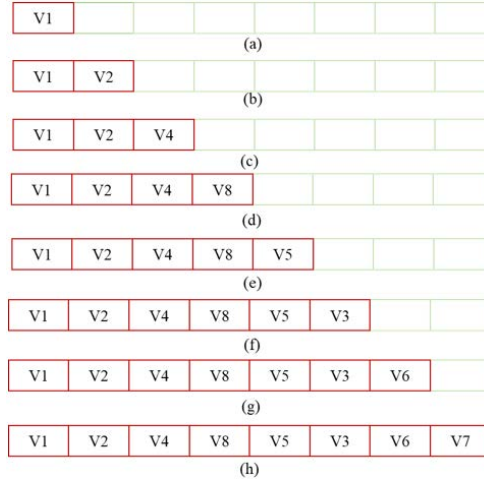 V1
(a)
V1 V2
(b)
V1 V2 V4
(c)
V1 V2 V4 V8
(d)
V1 V2 V4 V8 V5
(e)
V1 V2 V4 V8 V5 V3
(f)
V1 V2 V4 V8 V5 V3 V6
(g)
V1 V2 V4 V8 V5 V3 V6 V7
(h)